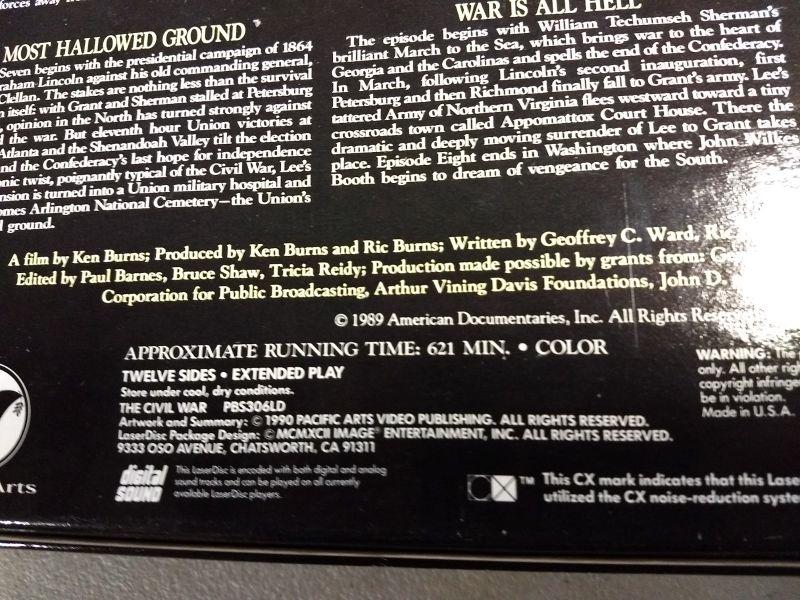 forces away
MOST HALLOWED GROUND
Seven begins with the presidential campaign of 1864
raham Lincoln against his old commanding general,
Clellan. The stakes are nothing less than the survival
n itself: with Grant and Sherman stalled at Petersburg
, opinion in the North has turned strongly against
d the war. But eleventh hour Union victories at
Atlanta and the Shenandoah Valley tilt the election
nd the Confederacy's last hope for independence
onic twist, poignantly typical of the Civil War, Lee's
nsion is turned into a Union military hospital and
omes Arlington National Cemetery—the Union's
l ground.
WAR IS ALL HELL
The episode begins with William Techumseh Sherman's
brilliant March to the Sea, which brings war to the heart of
Georgia and the Carolinas and spells the end of the Confederacy.
In March, following Lincoln's second inauguration, first
Petersburg and then Richmond finally fall to Grant's army. Lee's
tattered Army of Northern Virginia flees westward toward a tiny
crossroads town called Appomattox Court House. There the
dramatic and deeply moving surrender of Lee to Grant takes
place. Episode Eight ends in Washington where John Wilkes
Booth begins to dream of vengeance for the South.
A film by Ken Burns; Produced by Ken Burns and Ric Burns; Written by Geoffrey C. Ward, Ric
Edited by Paul Barnes, Bruce Shaw, Tricia Reidy; Production made possible by grants from:
Corporation for Public Broadcasting, Arthur Vining Davis Foundations, John D.
© 1989 American Documentaries, Inc. All Rights Reser
APPROXIMATE RUNNING TIME: 621 MIN. • COLOR
TWELVE SIDES • EXTENDED PLAY
Store under cool, dry conditions.
THE CIVIL WAR PBS306LD
Artwork and Summary: © 1990 PACIFIC ARTS VIDEO PUBLISHING. ALL RIGHTS RESERVED.
LaserDisc Package Design: © MCMXCII IMAGE® ENTERTAINMENT, INC. ALL RIGHTS RESERVED.
9333 OSO AVENUE, CHATSWORTH, CA 91311
WARNING: The
only. All other righ
copyright infringe
be in violation.
Made in U.S.A.
Arts
digital
SOUND
This LaserDisc is encoded with both digital and analog
sound tracks and can be played on all currently
available LaserDisc players.
CX™
This CX mark indicates that this Lase
utilized the CX noise-reduction syste